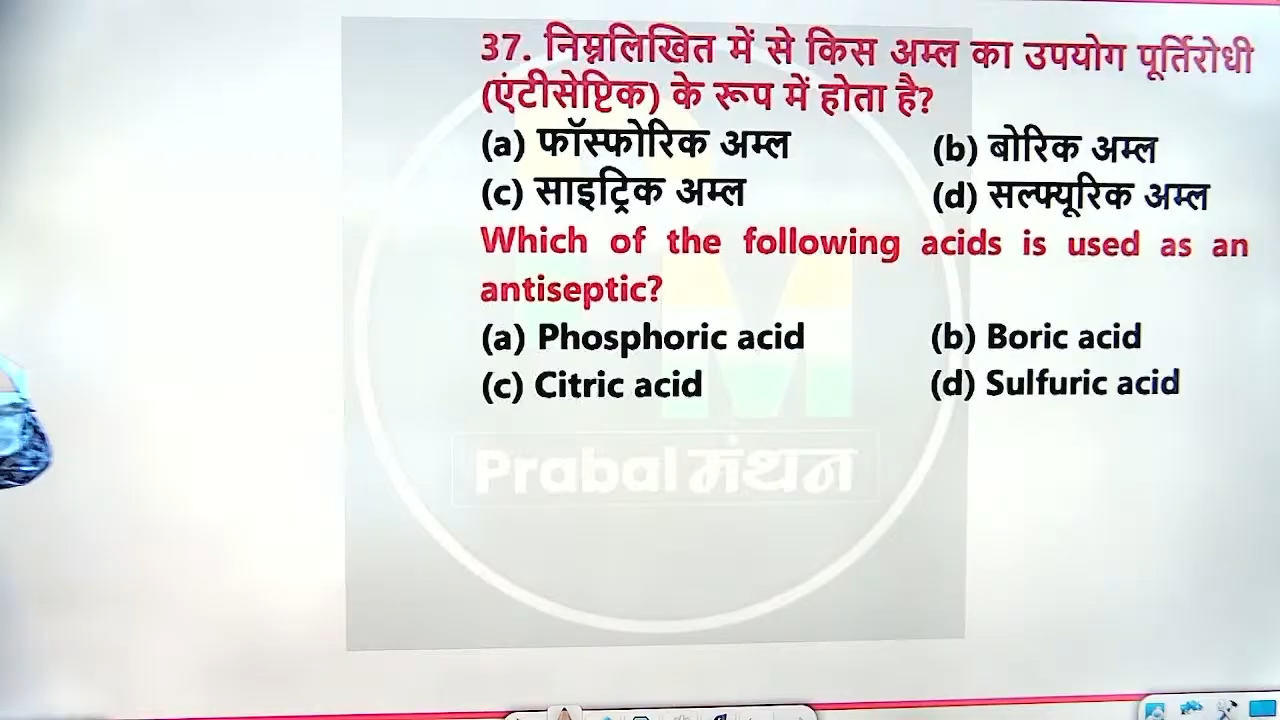 37. निम्नलिखित में से किस अम्ल का उपयोग पूर्तिरोधी
(एंटीसेप्टिक) के रूप में होता है?
(a) फॉस्फोरिक अम्ल (b) बोरिक अम्ल
(c) साइट्रिक अम्ल (d) सल्फ्यूरिक अम्ल
Which of the following acids is used as an
antiseptic?
(a) Phosphoric acid (b) Boric acid
(c) Citric acid (d) Sulfuric acid
M
Prabal मंथन